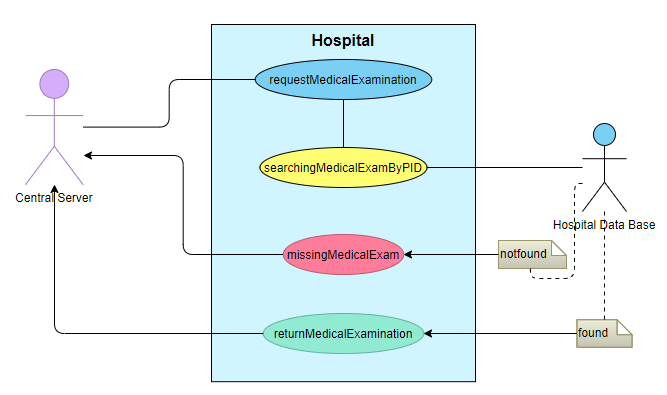 Hospital
requestMedicalExamination
searchingMedicalExamByPID
Central Server
Hospital Data Base
missingMedicalExam
notfound
returnMedicalExamination
found